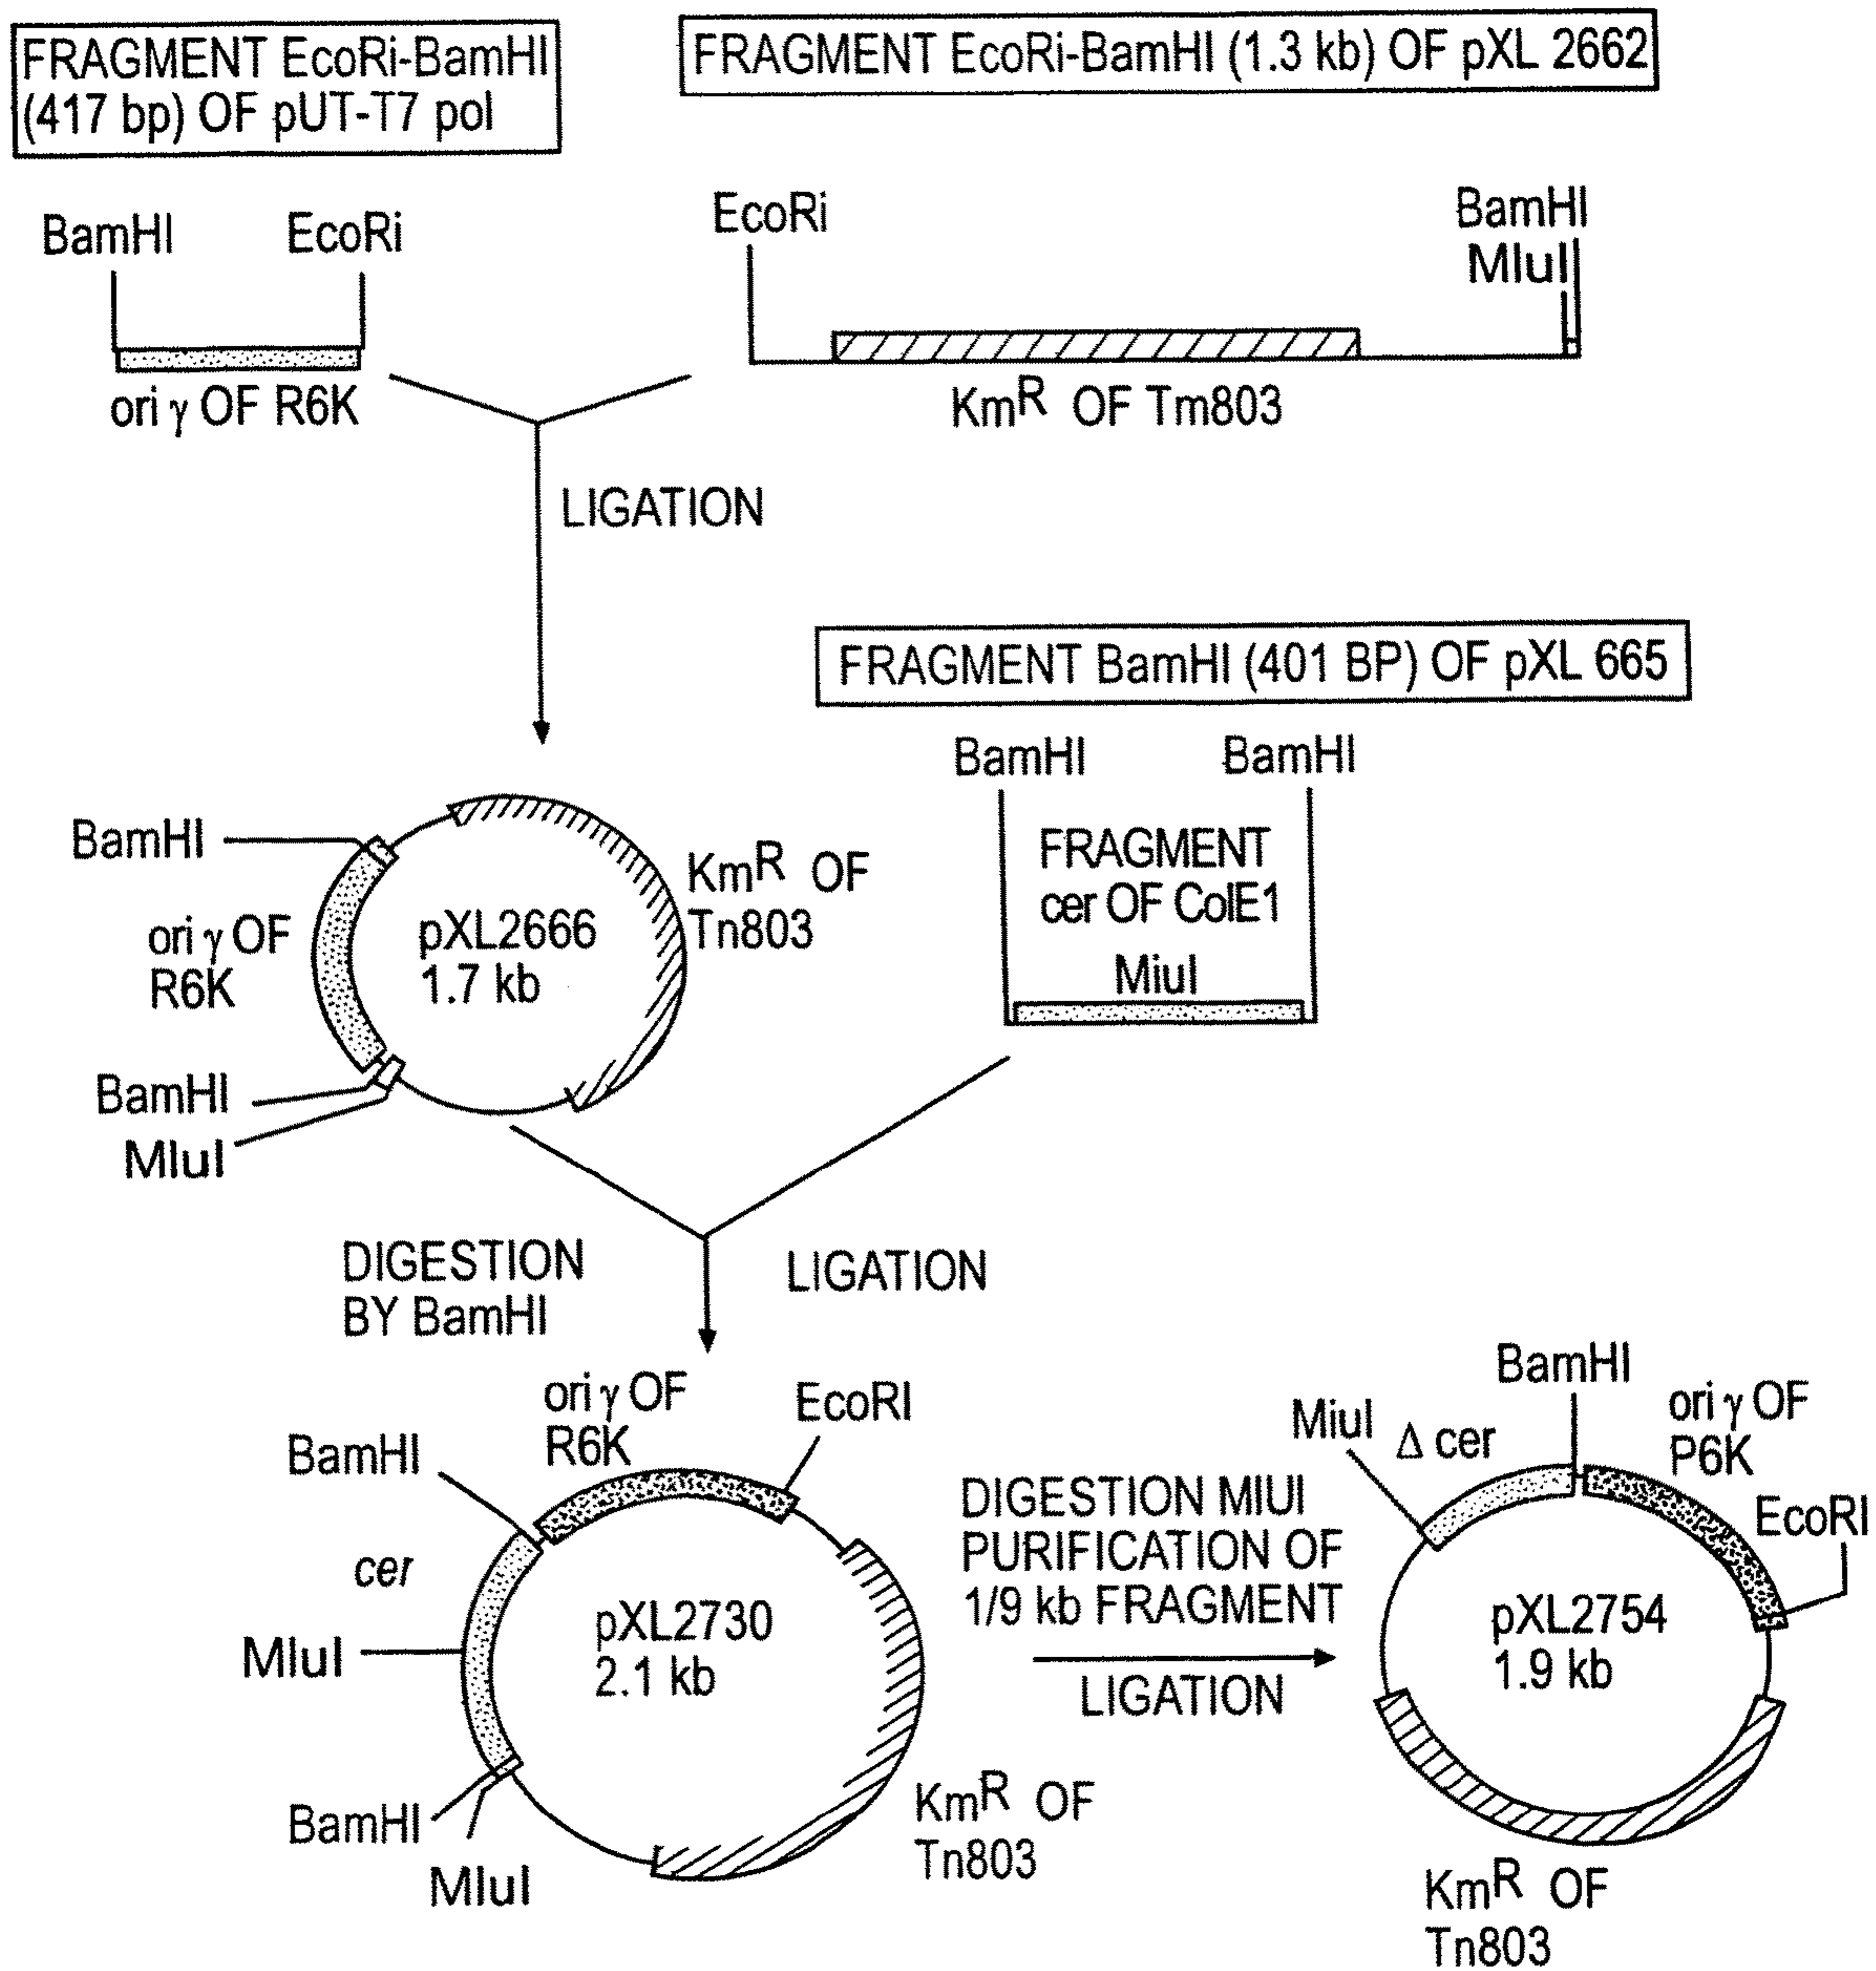 FRAGMENT EcoRi-BamHI
(417 bp) OF pUT-T7 pol
FRAGMENT EcoRi-BamHI (1.3 kb) OF pXL 2662
BamHI
EcoRi
ori γ OF R6K
EcoRi
BamHI
MluI
KmR OF Tm803
LIGATION
FRAGMENT BamHI (401 BP) OF pXL 665
BamHI
BamHI
FRAGMENT
cer OF ColE1
MiuI
BamHI
ori γ OF
R6K
pXL2666
1.7 kb
KmR OF
Tn803
BamHI
MluI
DIGESTION
BY BamHI
LIGATION
ori γ OF
R6K
EcoRI
BamHI
cer
MluI
pXL2730
2.1 kb
BamHI
MluI
KmR OF
Tn803
DIGESTION MIUI
PURIFICATION OF
1/9 kb FRAGMENT
LIGATION
BamHI
MiuI
Δ cer
ori γ OF
P6K
EcoRI
pXL2754
1.9 kb
KmR OF
Tn803